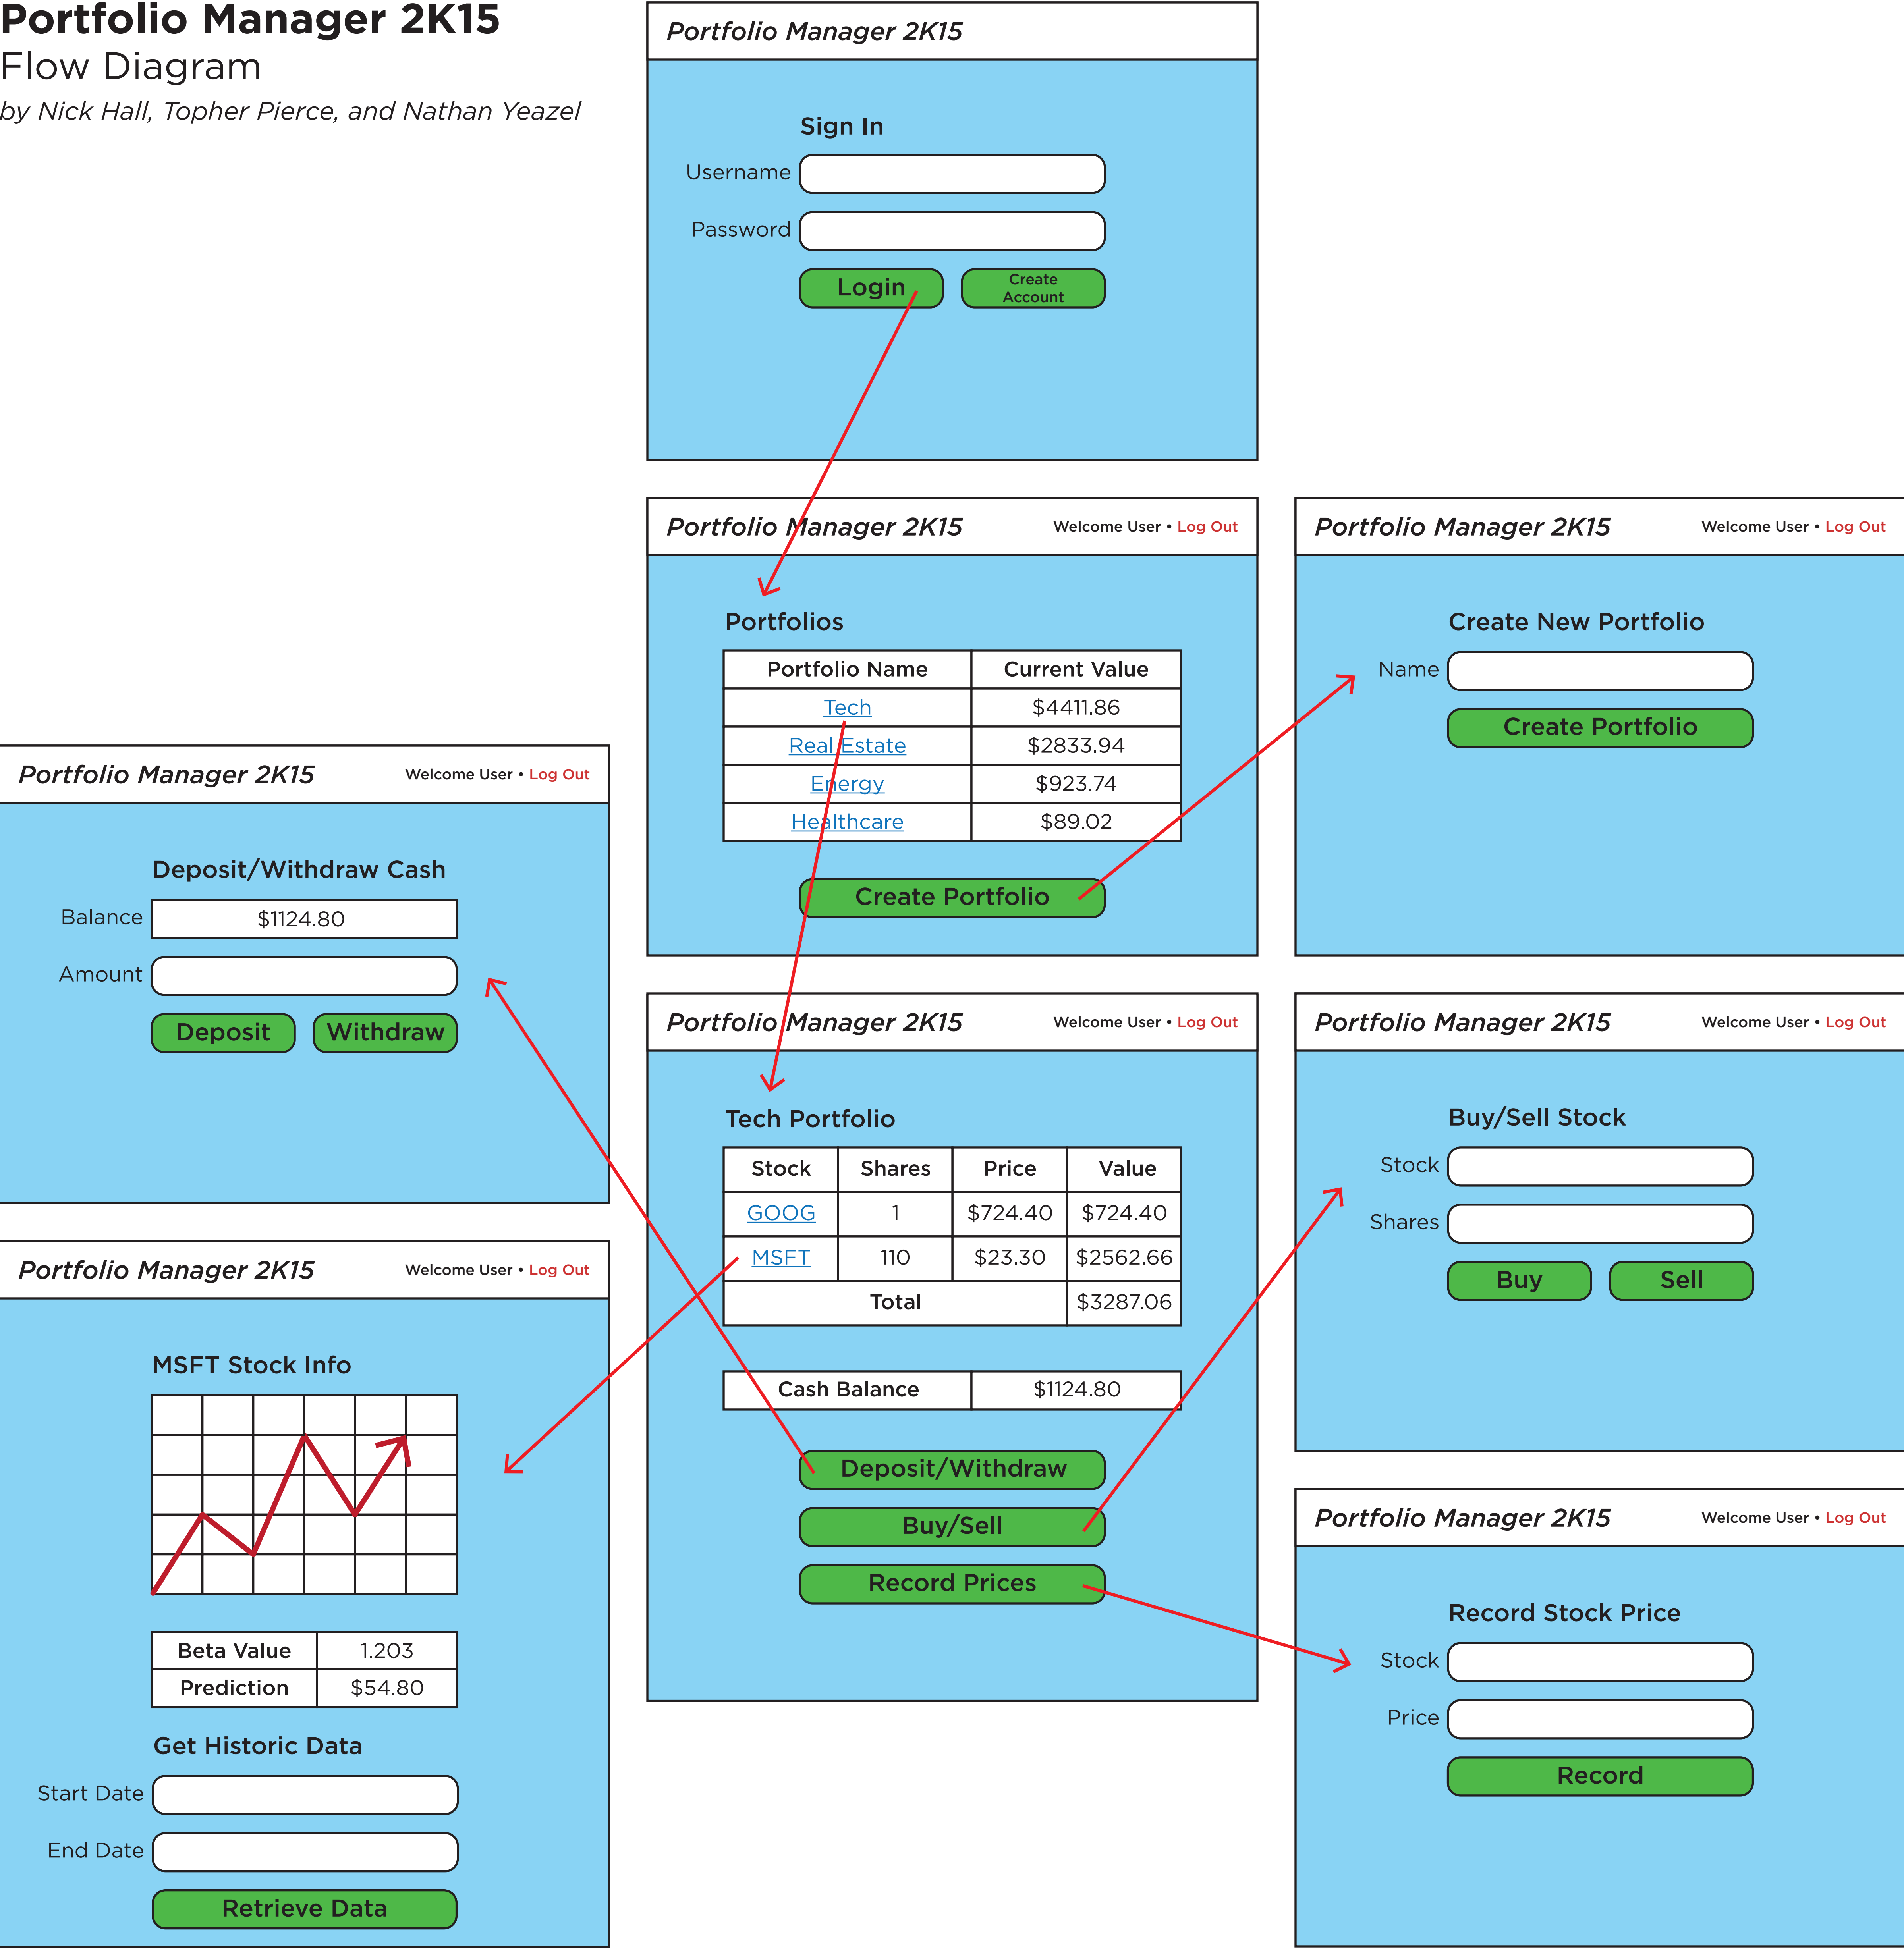 Portfolio Manager 2K15
Flow Diagram
by Nick Hall, Topher Pierce, and Nathan Yeazel
Portfolio Manager 2K15
Sign In
Username
Password
Login
Create
Account
Portfolio Manager 2K15 Welcome User • Log Out
Portfolios
Portfolio Name Current Value
Tech $4411.86
Real Estate $2833.94
Energy $923.74
Healthcare $89.02
Create Portfolio
Portfolio Manager 2K15 Welcome User • Log Out
Create New Portfolio
Name
Create Portfolio
Portfolio Manager 2K15 Welcome User • Log Out
Deposit/Withdraw Cash
Balance $1124.80
Amount
Deposit Withdraw
Portfolio Manager 2K15 Welcome User • Log Out
Tech Portfolio
Stock Shares Price Value
GOOG 1 $724.40 $724.40
MSFT 110 $23.30 $2562.66
Total $3287.06
Cash Balance $1124.80
Deposit/Withdraw
Buy/Sell
Record Prices
Portfolio Manager 2K15 Welcome User • Log Out
Buy/Sell Stock
Stock
Shares
Buy Sell
Portfolio Manager 2K15 Welcome User • Log Out
MSFT Stock Info
Beta Value 1.203
Prediction $54.80
Get Historic Data
Start Date
End Date
Retrieve Data
Portfolio Manager 2K15 Welcome User • Log Out
Record Stock Price
Stock
Price
Record